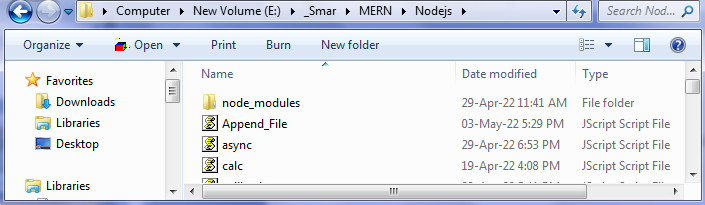 Computer New Volume (E:) _Smar MERN Nodejs Search Nod...
Organize Open Print Burn New folder
Name Date modified Type
Favorites
Downloads
Libraries
Desktop
Libraries
node_modules 29-Apr-22 11:41 AM File folder
Append_File 03-May-22 5:29 PM JScript Script File
async 29-Apr-22 6:53 PM JScript Script File
calc 19-Apr-22 4:08 PM JScript Script File